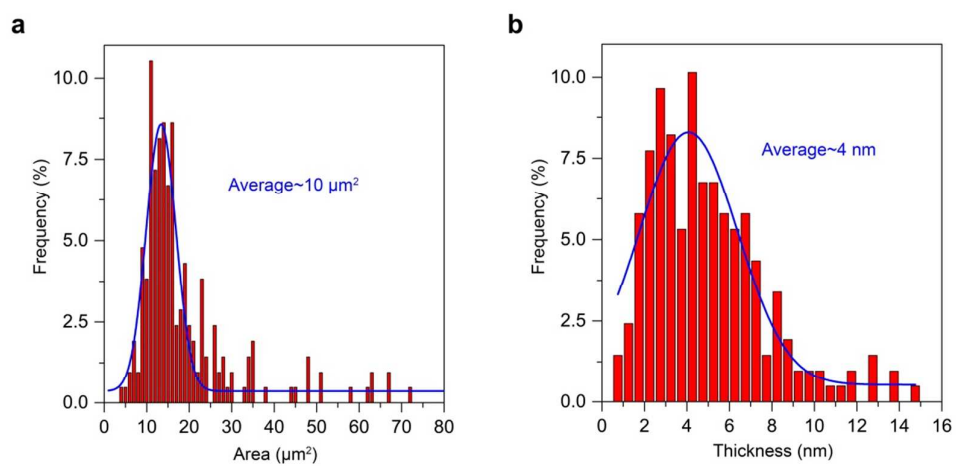 a
10.0
7.5
5.0
2.5
0.0
Frequency (%)
Average~10 µm²
0 10 20 30 40 50 60 70 80
Area (µm²)
b
10.0
7.5
5.0
2.5
0.0
Frequency (%)
Average~4 nm
0 2 4 6 8 10 12 14 16
Thickness (nm)